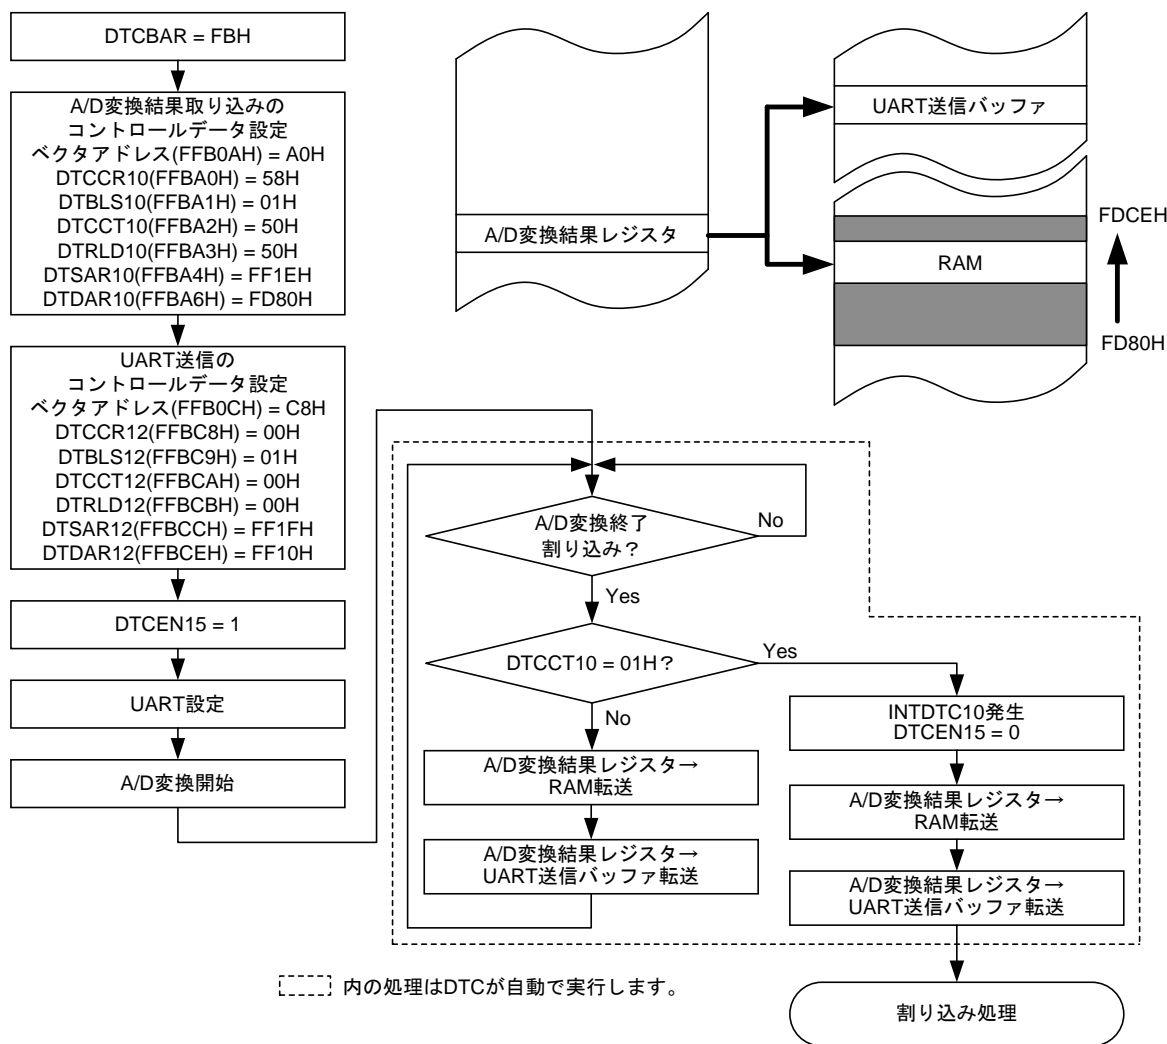 DTCBAR = FBH
A/D変換結果取り込みの
コントロールデータ設定
ベクタアドレス(FFB0AH) = A0H
DTCCR10(FFBA0H) = 58H
DTBLS10(FFBA1H) = 01H
DTCCT10(FFBA2H) = 50H
DTRLD10(FFBA3H) = 50H
DTSAR10(FFBA4H) = FF1EH
DTDAR10(FFBA6H) = FD80H
UART送信の
コントロールデータ設定
ベクタアドレス(FFB0CH) = C8H
DTCCR12(FFBC8H) = 00H
DTBLS12(FFBC9H) = 01H
DTCCT12(FFBCAH) = 00H
DTRLD12(FFBCBH) = 00H
DTSAR12(FFBCCH) = FF1FH
DTDAR12(FFBCEH) = FF10H
DTCEN15 = 1
UART設定
A/D変換開始
A/D変換結果レジスタ
UART送信バッファ
RAM
FDCEH
FD80H
A/D変換終了
割り込み？
No
Yes
DTCCT10 = 01H？
Yes
No
A/D変換結果レジスタ→
RAM転送
A/D変換結果レジスタ→
UART送信バッファ転送
INTDTC10発生
DTCEN15 = 0
A/D変換結果レジスタ→
RAM転送
A/D変換結果レジスタ→
UART送信バッファ転送
割り込み処理
内の処理はDTCが自動で実行します。